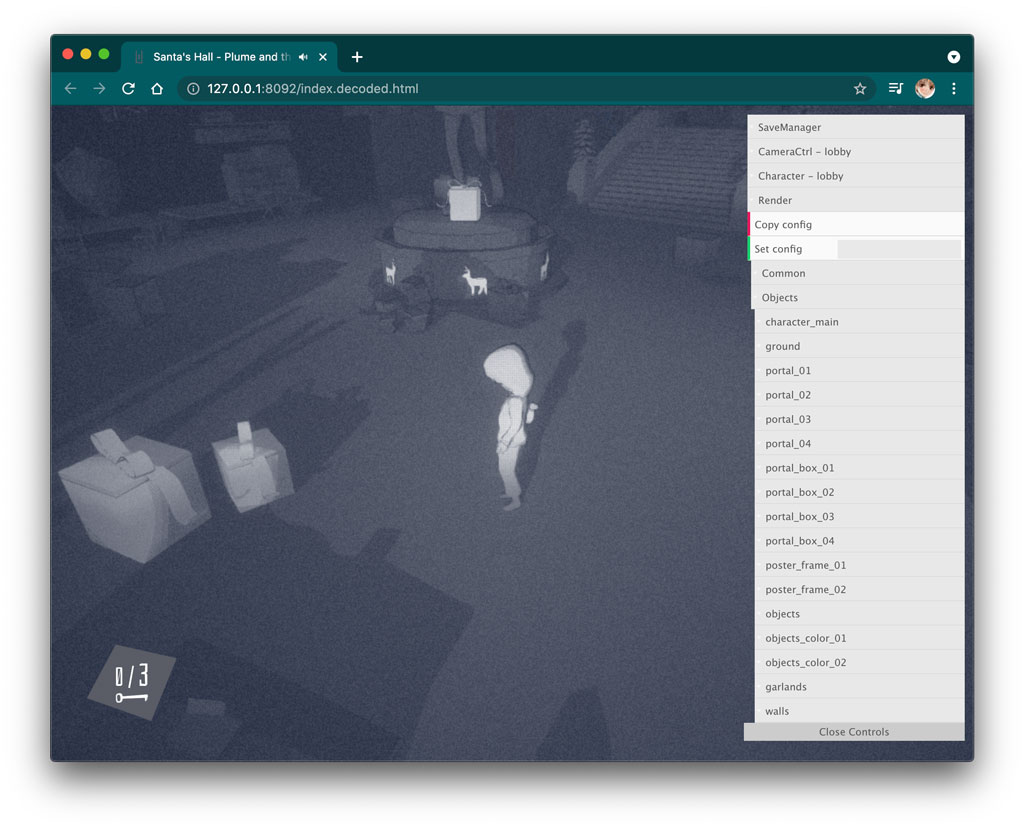 Santa's Hall - Plume and th
127.0.0.1:8092/index.decoded.html
SaveManager
CameraCtrl - lobby
Character - lobby
Render
Copy config
Set config
Common
Objects
character_main
ground
portal_01
portal_02
portal_03
portal_04
portal_box_01
portal_box_02
portal_box_03
portal_box_04
poster_frame_01
poster_frame_02
objects
objects_color_01
objects_color_02
garlands
walls
Close Controls
0/3